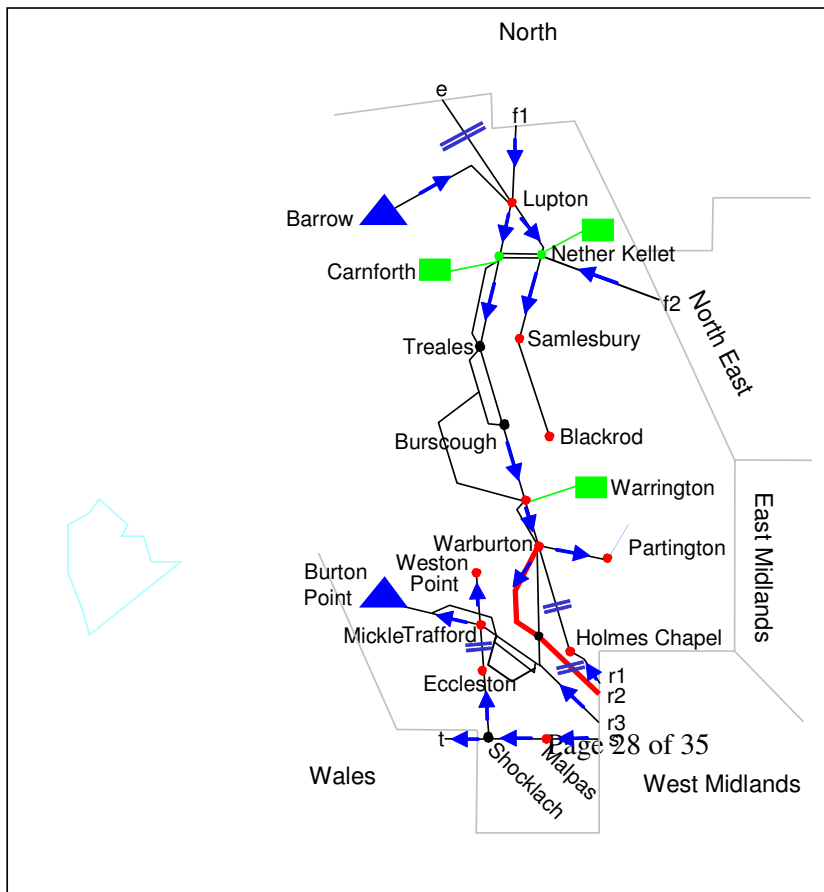 North
e
f1
Lupton
Barrow
Nether Kellet
Carnforth
f2
North East
Treales
Samlesbury
Burscough
Blackrod
Warrington
East Midlands
Warburton
Partington
Weston
Point
Burton
Point
Mickle Trafford
Holmes Chapel
Eccleston
r1
r2
r3
t
s
Page 28 of 35
Shocklach
Malpas
Wales
West Midlands